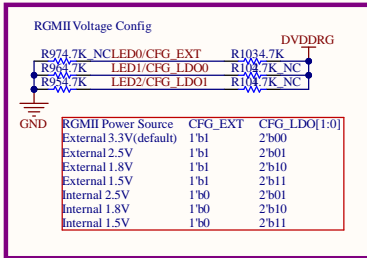 RGMII Voltage Config
DVDDRG
R97 4.7K_NC LED0/CFG_EXT R103 4.7K
R96 4.7K LED1/CFG_LDO0 R104 4.7K_NC
R95 4.7K LED2/CFG_LDO1 R104 4.7K_NC
GND
RGMII Power Source CFG_EXT CFG_LDO[1:0]
External 3.3V(default) 1'b1 2'b00
External 2.5V 1'b1 2'b01
External 1.8V 1'b1 2'b10
External 1.5V 1'b1 2'b11
Internal 2.5V 1'b0 2'b01
Internal 1.8V 1'b0 2'b10
Internal 1.5V 1'b0 2'b11